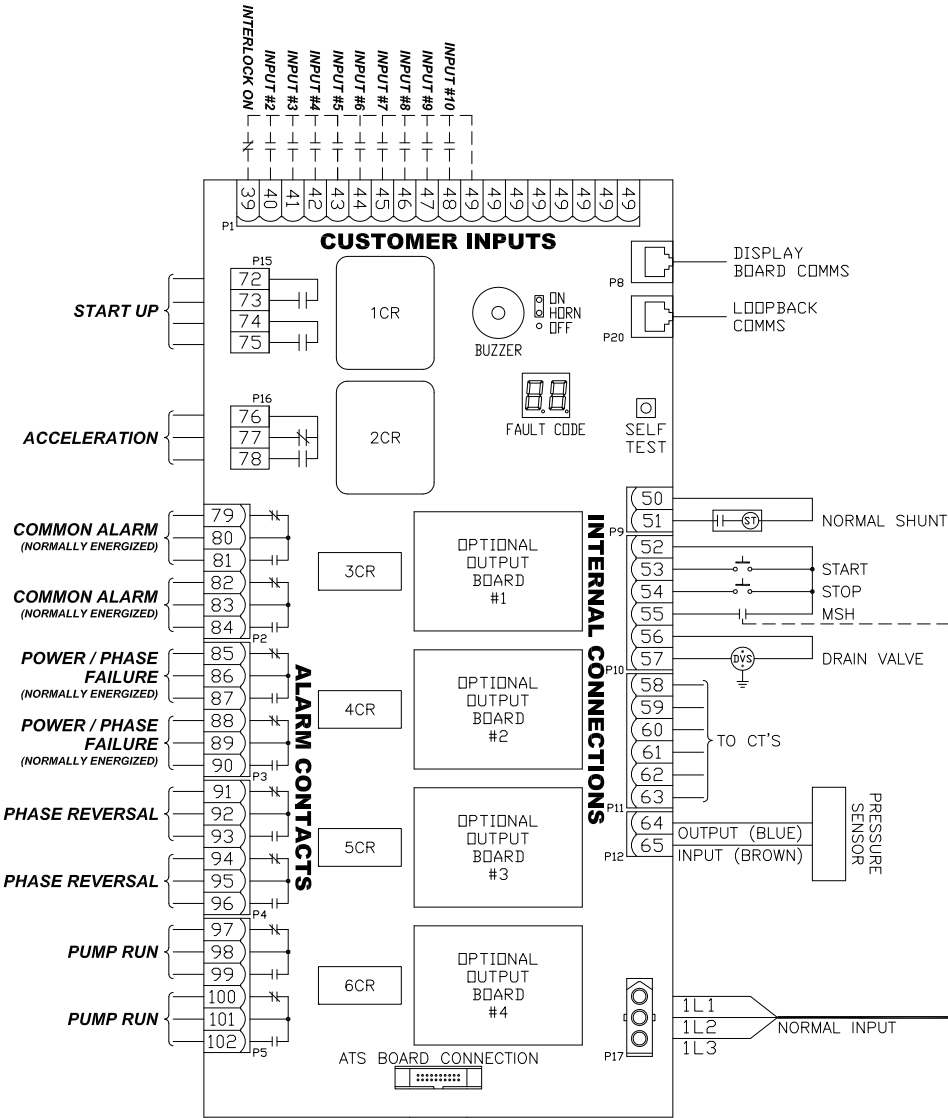 INTERLOCK ON
INPUT #2
INPUT #3
INPUT #4
INPUT #5
INPUT #6
INPUT #7
INPUT #8
INPUT #9
INPUT #10
39 40 41 42 43 44 45 46 47 48 49 49 49 49 49 49 49 49
P1
CUSTOMER INPUTS
P8
DISPLAY
BOARD COMMS
P20
LOOPBACK
COMMS
START UP
P15
72
73
74
75
1CR
BUZZER
ON
HORN
OFF
ACCELERATION
P16
76
77
78
2CR
FAULT CODE
SELF
TEST
COMMON ALARM
(NORMALLY ENERGIZED)
79
80
81
COMMON ALARM
(NORMALLY ENERGIZED)
82
83
84
P2
POWER / PHASE
FAILURE
(NORMALLY ENERGIZED)
85
86
87
POWER / PHASE
FAILURE
(NORMALLY ENERGIZED)
88
89
90
P3
PHASE REVERSAL
91
92
93
PHASE REVERSAL
94
95
96
P4
PUMP RUN
97
98
99
PUMP RUN
100
101
102
P5
ALARM CONTACTS
3CR
4CR
5CR
6CR
OPTIONAL
OUTPUT
BOARD
#1
OPTIONAL
OUTPUT
BOARD
#2
OPTIONAL
OUTPUT
BOARD
#3
OPTIONAL
OUTPUT
BOARD
#4
ATS BOARD CONNECTION
INTERNAL CONNECTIONS
50
51
P9
ST
NORMAL SHUNT
52
53
START
54
STOP
55
MSH
56
57
P10
DVS
DRAIN VALVE
58
59
60
61
62
63
P11
TO CT'S
64
65
P12
OUTPUT (BLUE)
INPUT (BROWN)
PRESSURE
SENSOR
P17
1L1
1L2
1L3
NORMAL INPUT